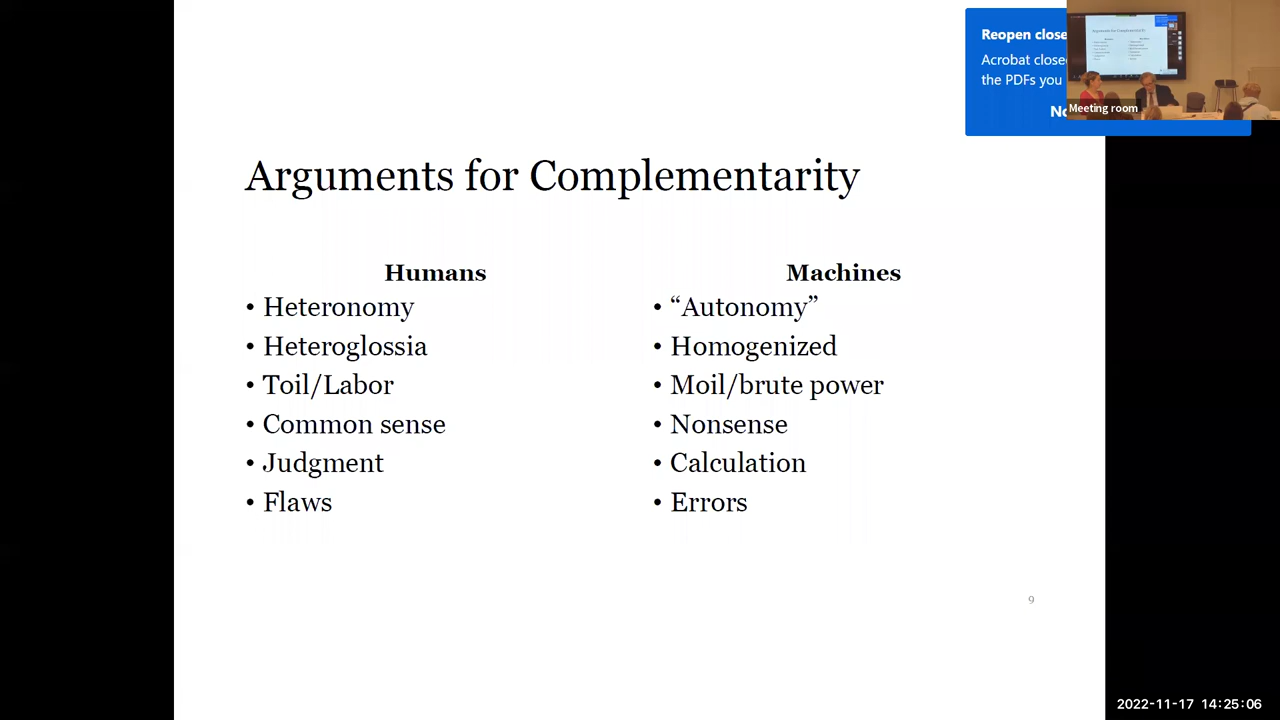 Reopen close
Acrobat close
the PDFs you
No
Meeting room
Arguments for Complementarity
Humans
• Heteronomy
• Heteroglossia
• Toil/Labor
• Common sense
• Judgment
• Flaws
Machines
• “Autonomy”
• Homogenized
• Moil/brute power
• Nonsense
• Calculation
• Errors
9
2022-11-17 14:25:06